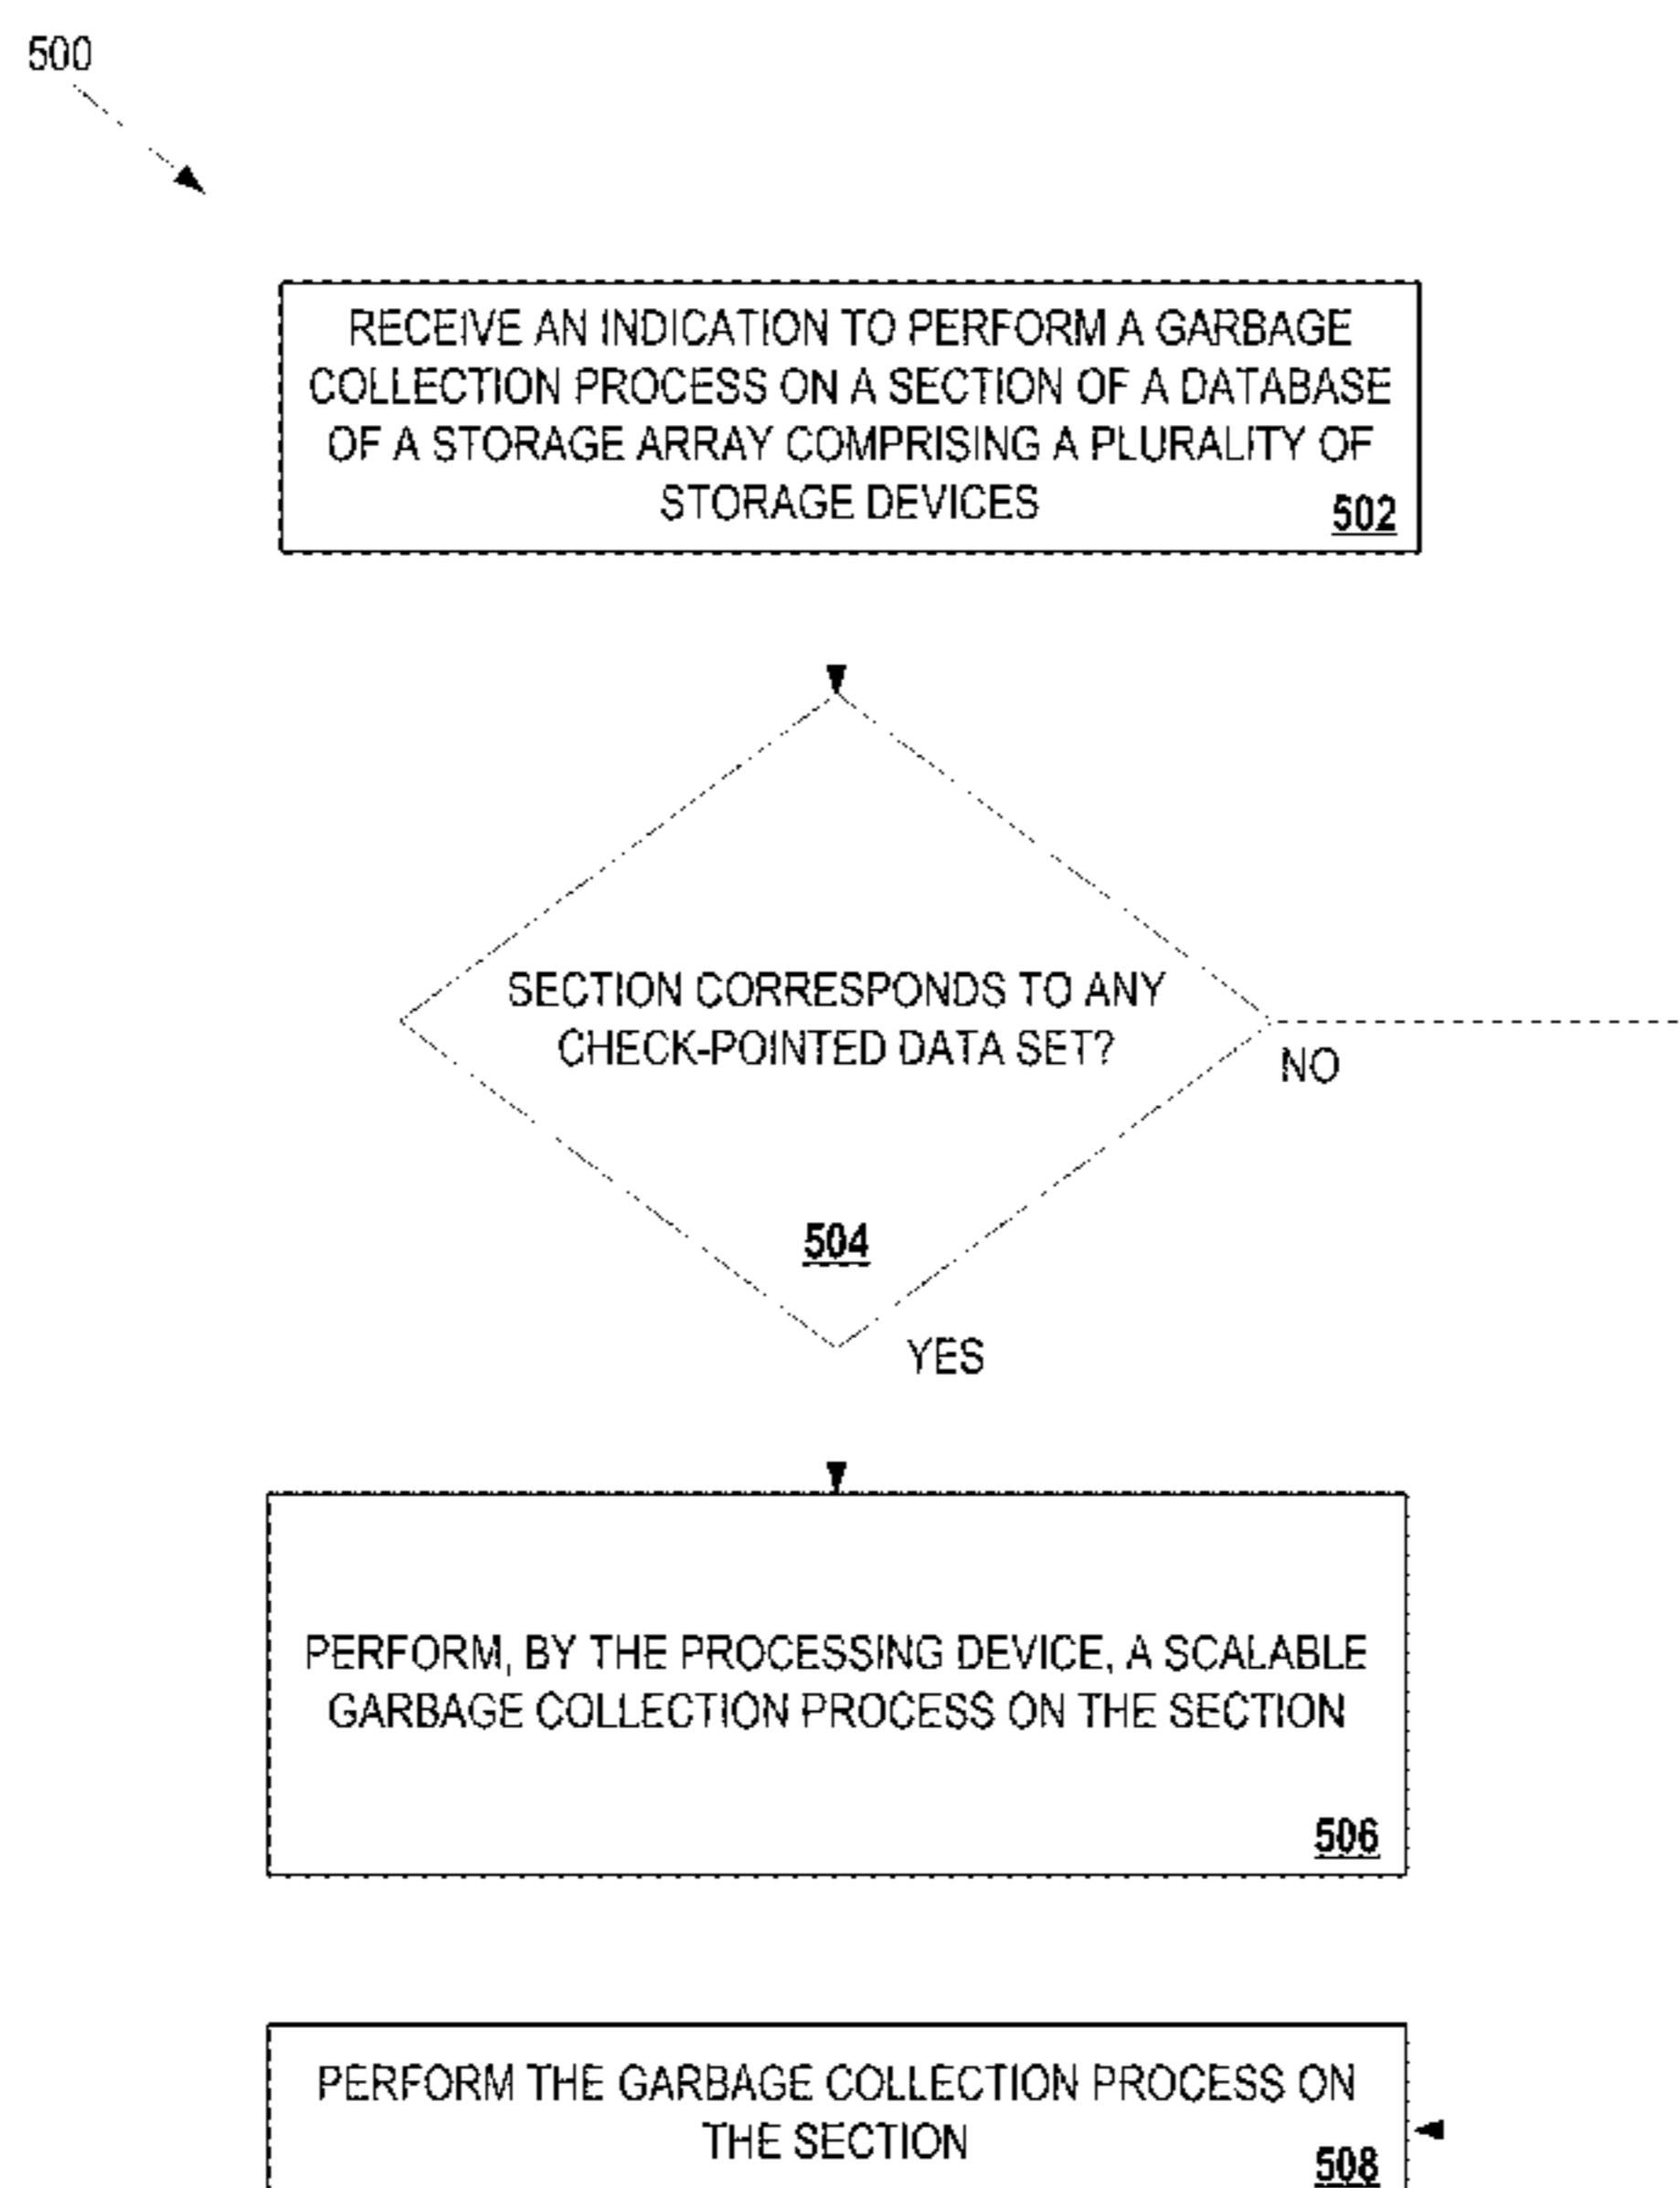 500
RECEIVE AN INDICATION TO PERFORM A GARBAGE
COLLECTION PROCESS ON A SECTION OF A DATABASE
OF A STORAGE ARRAY COMPRISING A PLURALITY OF
STORAGE DEVICES
502
SECTION CORRESPONDS TO ANY
CHECK-POINTED DATA SET?
NO
504
YES
PERFORM, BY THE PROCESSING DEVICE, A SCALABLE
GARBAGE COLLECTION PROCESS ON THE SECTION
506
PERFORM THE GARBAGE COLLECTION PROCESS ON
THE SECTION
508